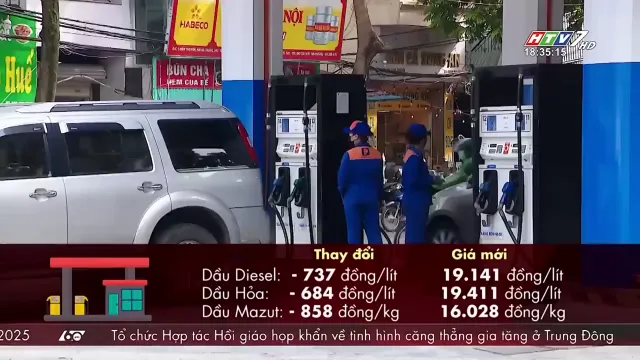 HABECO
NỘI
HTV7 HD
18:35:15
Huế
BÚN CHẢ
Thay đổi Giá mới
Dầu Diesel: - 737 đồng/lít 19.141 đồng/lít
Dầu Hỏa: - 684 đồng/lít 19.411 đồng/lít
Dầu Mazut: - 858 đồng/kg 16.028 đồng/kg
2025 60 Tổ chức Hợp tác Hồi giáo họp khẩn về tình hình căng thẳng gia tăng ở Trung Đông